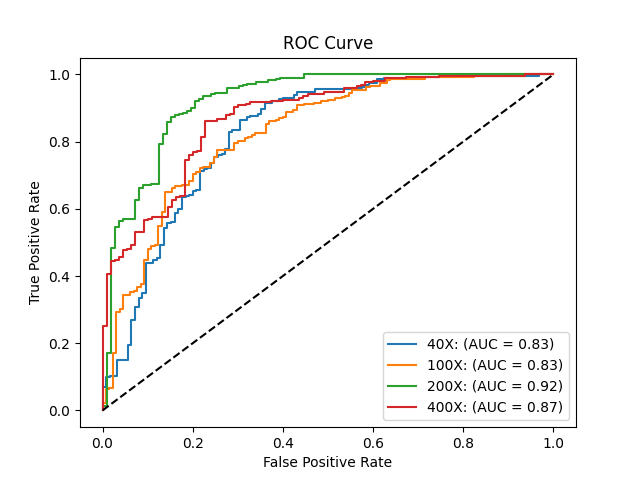 ROC Curve
True Positive Rate
1.0
0.8
0.6
0.4
0.2
0.0
0.0 0.2 0.4 0.6 0.8 1.0
False Positive Rate
40X: (AUC = 0.83)
100X: (AUC = 0.83)
200X: (AUC = 0.92)
400X: (AUC = 0.87)